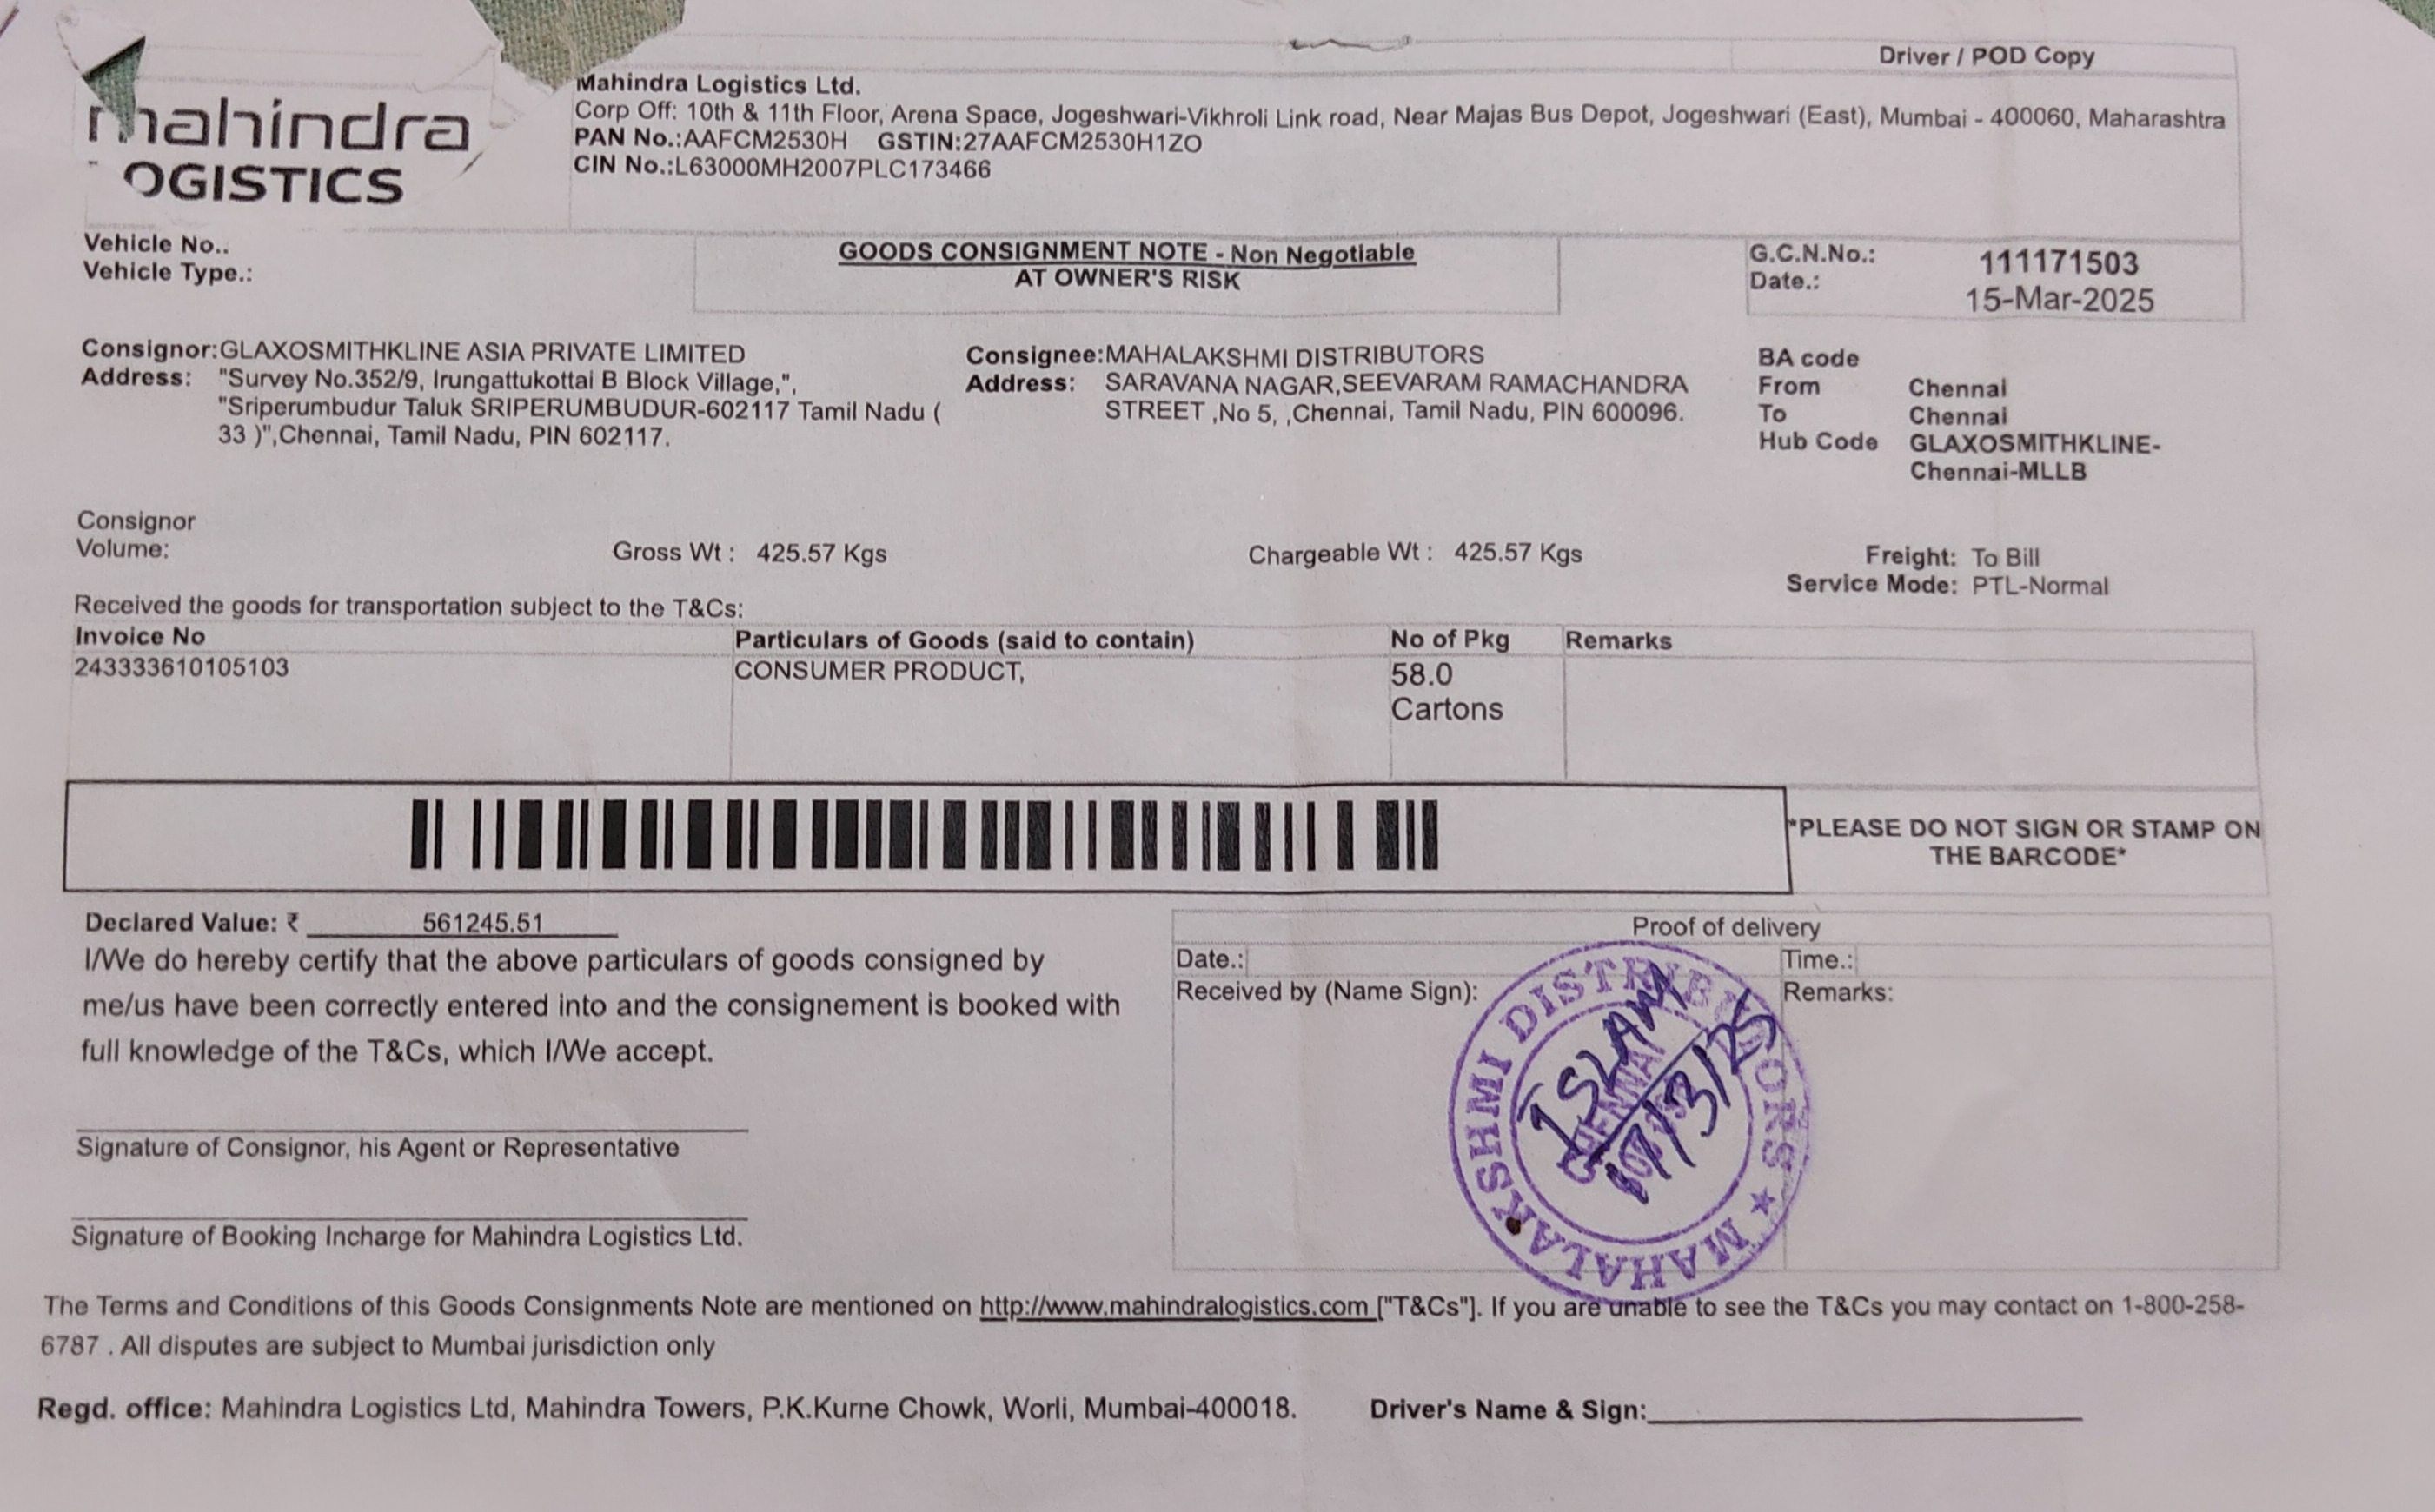 Driver / POD Copy
mahindra
OGISTICS
Mahindra Logistics Ltd.
Corp Off: 10th & 11th Floor, Arena Space, Jogeshwari-Vikhroli Link road, Near Majas Bus Depot, Jogeshwari (East), Mumbai - 400060, Maharashtra
PAN No.:AAFCM2530H GSTIN:27AAFCM2530H1ZO
CIN No.:L63000MH2007PLC173466
Vehicle No..
Vehicle Type.:
GOODS CONSIGNMENT NOTE - Non Negotiable
AT OWNER'S RISK
G.C.N.No.: 111171503
Date.: 15-Mar-2025
Consignor:GLAXOSMITHKLINE ASIA PRIVATE LIMITED
Address: "Survey No.352/9, Irungattukottai B Block Village,",
"Sriperumbudur Taluk SRIPERUMBUDUR-602117 Tamil Nadu (
33 )",Chennai, Tamil Nadu, PIN 602117.
Consignee:MAHALAKSHMI DISTRIBUTORS
Address: SARAVANA NAGAR,SEEVARAM RAMACHANDRA
STREET ,No 5, ,Chennai, Tamil Nadu, PIN 600096.
BA code
From Chennai
To Chennai
Hub Code GLAXOSMITHKLINE-
Chennai-MLLB
Consignor
Volume:
Gross Wt : 425.57 Kgs
Chargeable Wt : 425.57 Kgs
Freight: To Bill
Service Mode: PTL-Normal
Received the goods for transportation subject to the T&Cs:
Invoice No Particulars of Goods (said to contain) No of Pkg Remarks
243333610105103 CONSUMER PRODUCT, 58.0
Cartons
*PLEASE DO NOT SIGN OR STAMP ON
THE BARCODE*
Declared Value: ₹ 561245.51
I/We do hereby certify that the above particulars of goods consigned by
me/us have been correctly entered into and the consignement is booked with
full knowledge of the T&Cs, which I/We accept.
Signature of Consignor, his Agent or Representative
Signature of Booking Incharge for Mahindra Logistics Ltd.
Proof of delivery
Date.: Time.:
Received by (Name Sign): Remarks:
MAHALAKSHMI DISTRIBUTORS ★
CHENNAI
ISLAM
17/3/25
The Terms and Conditions of this Goods Consignments Note are mentioned on http://www.mahindralogistics.com ["T&Cs"]. If you are unable to see the T&Cs you may contact on 1-800-258-
6787 . All disputes are subject to Mumbai jurisdiction only
Regd. office: Mahindra Logistics Ltd, Mahindra Towers, P.K.Kurne Chowk, Worli, Mumbai-400018.
Driver's Name & Sign: